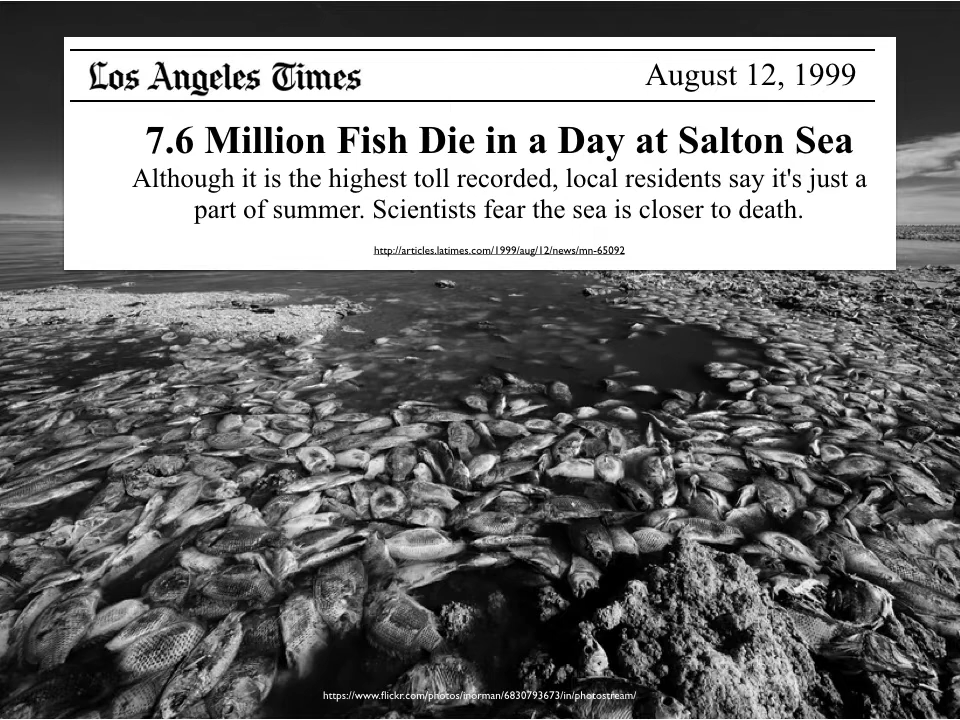 Los Angeles Times
August 12, 1999
7.6 Million Fish Die in a Day at Salton Sea
Although it is the highest toll recorded, local residents say it's just a
part of summer. Scientists fear the sea is closer to death.
http://articles.latimes.com/1999/aug/12/news/mn-65092
https://www.flickr.com/photos/inorman/6830793673/in/photostream/